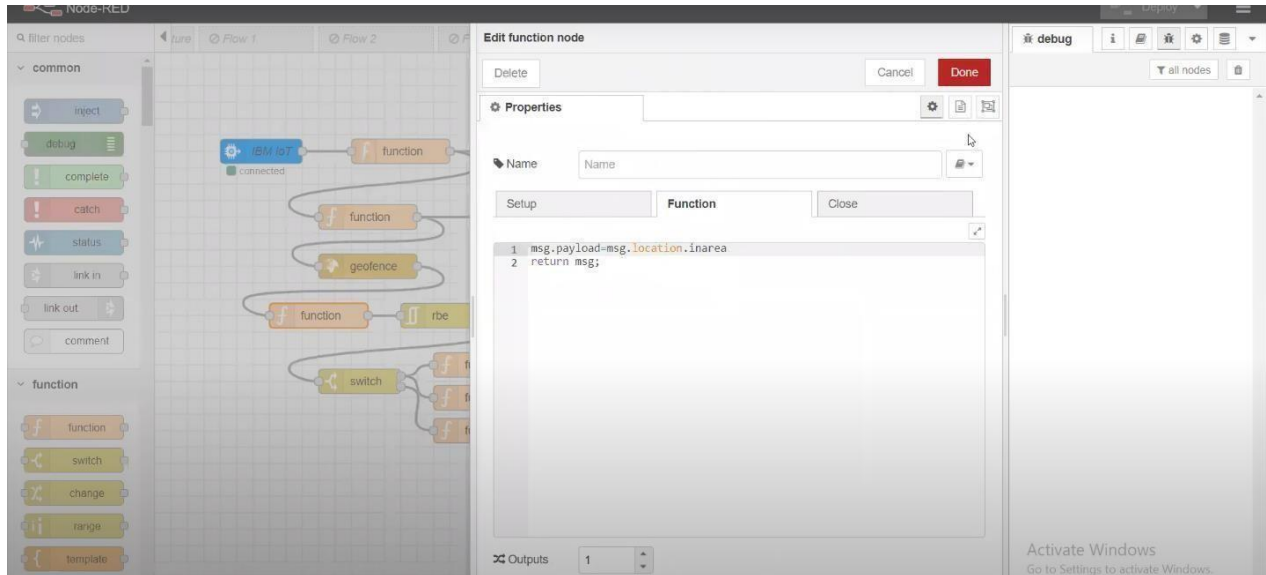 Node-RED
Deploy
filter nodes
ture
Flow 1
Flow 2
F
Edit function node
debug
i
common
Delete
Cancel
Done
all nodes
inject
Properties
debug
IBM IoT
function
connected
Name
Name
complete
catch
function
Setup
Function
Close
status
1 msg.payload=msg.location.inarea
2 return msg;
geofence
link in
link out
function
rbe
comment
switch
function
function
switch
change
range
template
Outputs
1
Activate Windows
Go to Settings to activate Windows.